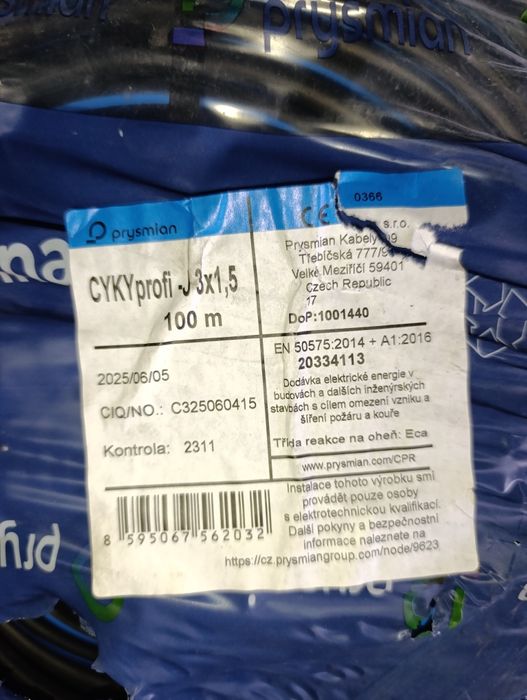 prysmian
prysmian
CYKYprofi -J 3x1,5
100 m
2025/06/05
CIQ/NO.: C325060415
Kontrola: 2311
8 595067 562032
0366
CE
s.r.o.
Prysmian Kabely
Třebíčská 777/9
Velké Meziříčí 59401
Czech Republic
17
DoP:1001440
EN 50575:2014 + A1:2016
20334113
Dodávka elektrické energie v
budovách a dalších inženýrských
stavbách s cílem omezení vzniku a
šíření požáru a kouře
Třída reakce na oheň: Eca
www.prysmian.com/CPR
Instalace tohoto výrobku smí
provádět pouze osoby
s elektrotechnickou kvalifikací.
Další pokyny a bezpečnostní
informace naleznete na
https://cz.prysmiangroup.com/node/9623